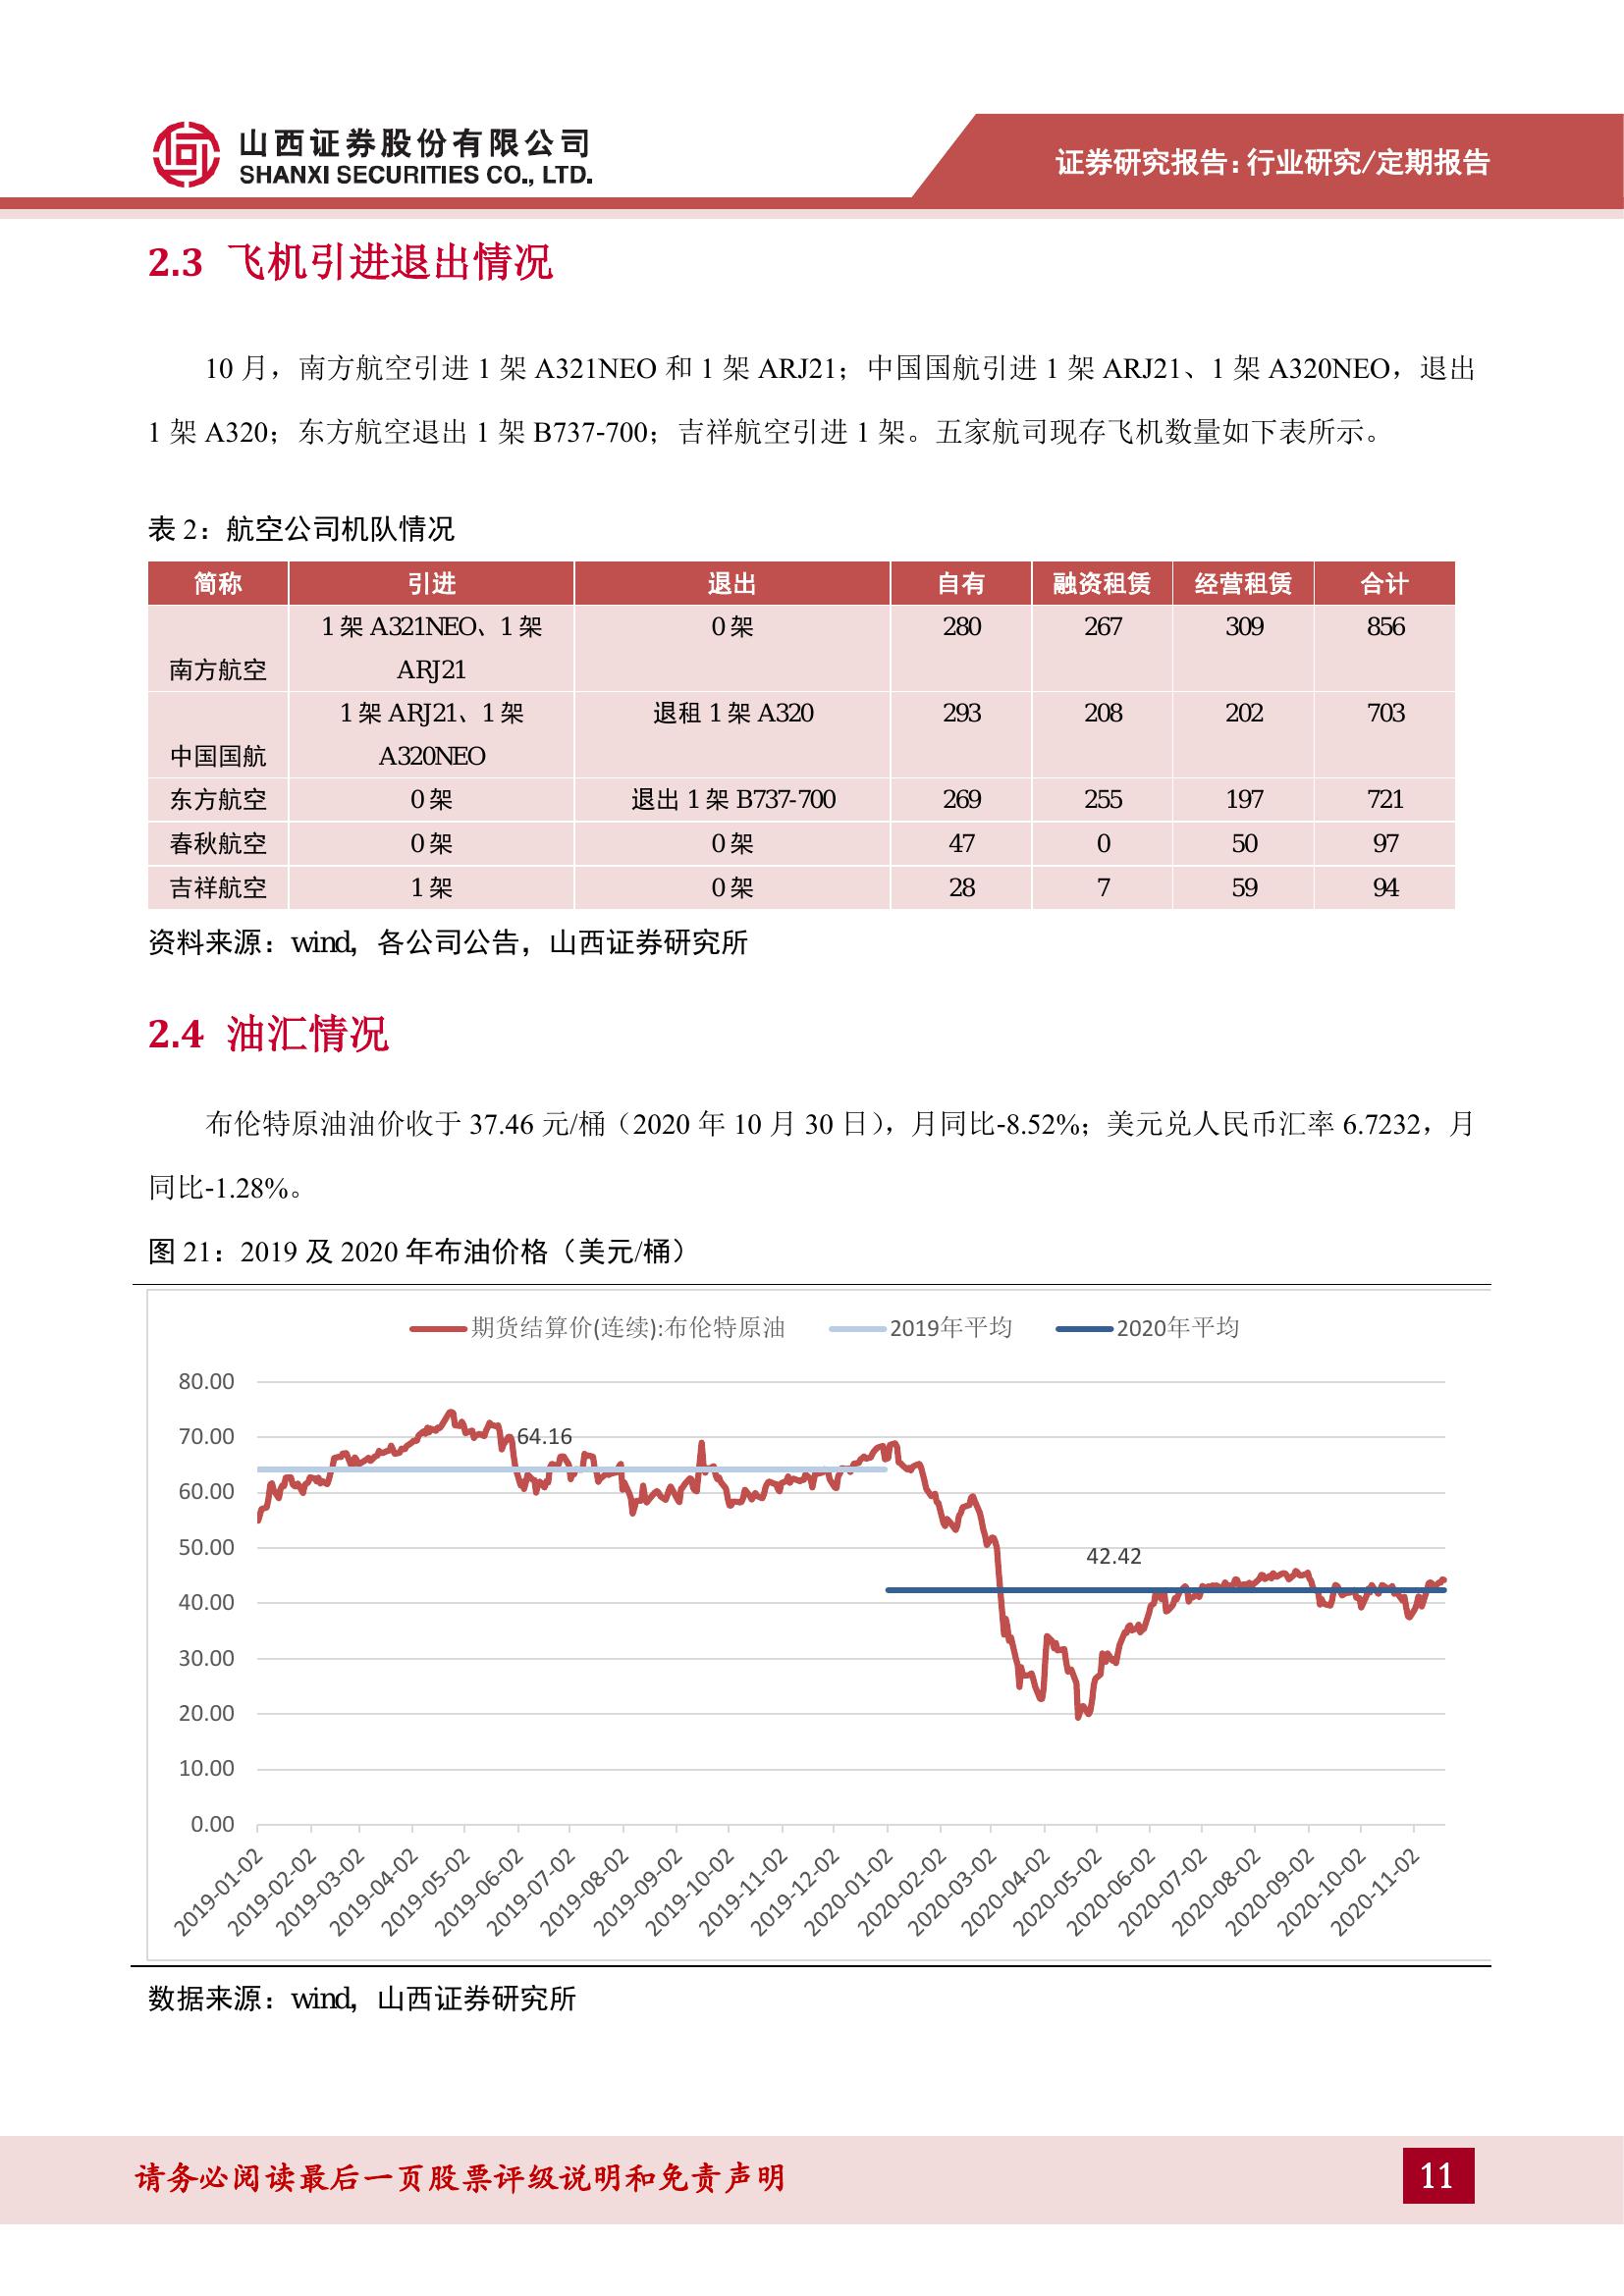 山西证券股份有限公司
SHANXI SECURITIES CO., LTD.
证券研究报告：行业研究/定期报告
2.3 飞机引进退出情况
10 月，南方航空引进 1 架 A321NEO 和 1 架 ARJ21；中国国航引进 1 架 ARJ21、1 架 A320NEO，退出
1 架 A320；东方航空退出 1 架 B737-700；吉祥航空引进 1 架。五家航司现存飞机数量如下表所示。
表 2：航空公司机队情况
简称 引进 退出 自有 融资租赁 经营租赁 合计
1 架 A321NEO、1 架 0 架 280 267 309 856
南方航空 ARJ21
1 架 ARJ21、1 架 退租 1 架 A320 293 208 202 703
中国国航 A320NEO
东方航空 0 架 退出 1 架 B737-700 269 255 197 721
春秋航空 0 架 0 架 47 0 50 97
吉祥航空 1 架 0 架 28 7 59 94
资料来源：wind，各公司公告，山西证券研究所
2.4 油汇情况
布伦特原油油价收于 37.46 元/桶（2020 年 10 月 30 日），月同比-8.52%；美元兑人民币汇率 6.7232，月
同比-1.28%。
图 21：2019 及 2020 年布油价格（美元/桶）
期货结算价(连续):布伦特原油 2019年平均 2020年平均
80.00
70.00
64.16
60.00
50.00
42.42
40.00
30.00
20.00
10.00
0.00
2019-01-02 2019-02-02 2019-03-02 2019-04-02 2019-05-02 2019-06-02 2019-07-02 2019-08-02 2019-09-02 2019-10-02 2019-11-02 2019-12-02 2020-01-02 2020-02-02 2020-03-02 2020-04-02 2020-05-02 2020-06-02 2020-07-02 2020-08-02 2020-09-02 2020-10-02 2020-11-02
数据来源：wind，山西证券研究所
请务必阅读最后一页股票评级说明和免责声明
11